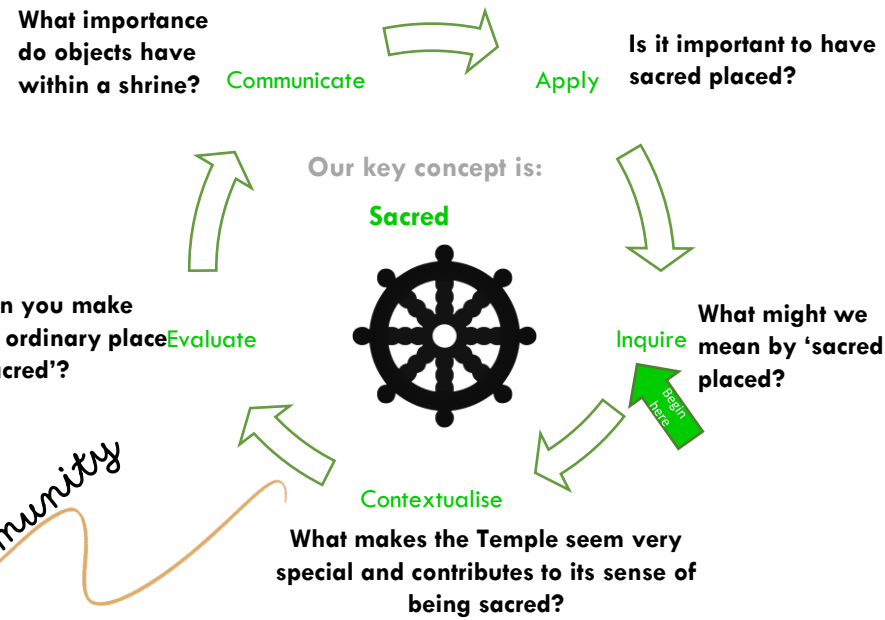 What importance
do objects have
within a shrine?
Communicate
Apply
Is it important to have
sacred placed?
Our key concept is:
Sacred
you make
ordinary place
Evaluate
Inquire
What might we
mean by ‘sacred
placed?
Begin
here
Contextualise
What makes the Temple seem very
special and contributes to its sense of
being sacred?